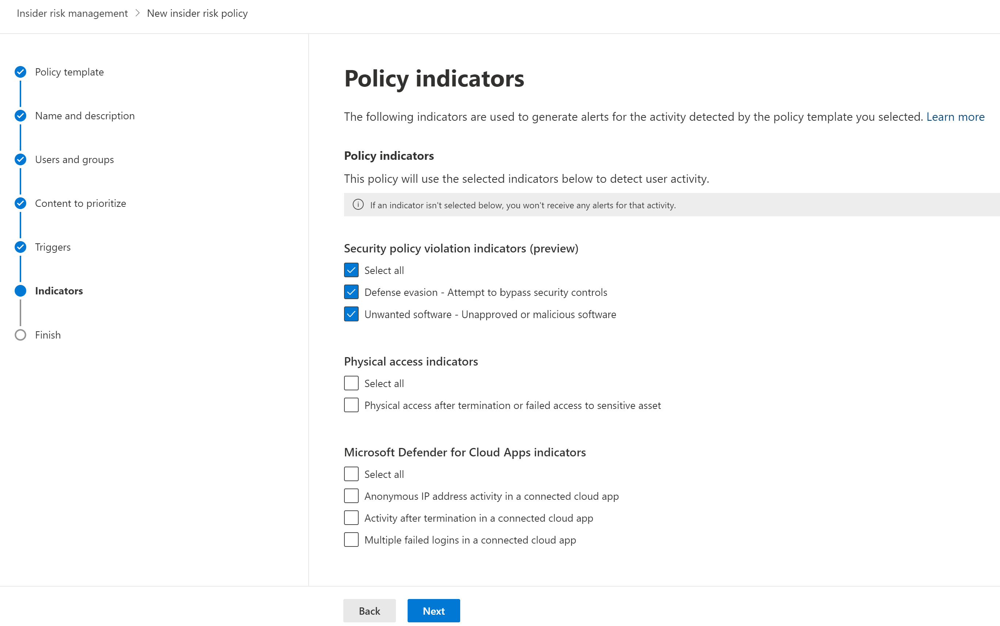 Insider risk management > New insider risk policy
Policy template
Name and description
Users and groups
Content to prioritize
Triggers
Indicators
Finish
Policy indicators
The following indicators are used to generate alerts for the activity detected by the policy template you selected. Learn more
Policy indicators
This policy will use the selected indicators below to detect user activity.
If an indicator isn't selected below, you won't receive any alerts for that activity.
Security policy violation indicators (preview)
Select all
Defense evasion - Attempt to bypass security controls
Unwanted software - Unapproved or malicious software
Physical access indicators
Select all
Physical access after termination or failed access to sensitive asset
Microsoft Defender for Cloud Apps indicators
Select all
Anonymous IP address activity in a connected cloud app
Activity after termination in a connected cloud app
Multiple failed logins in a connected cloud app
Back Next